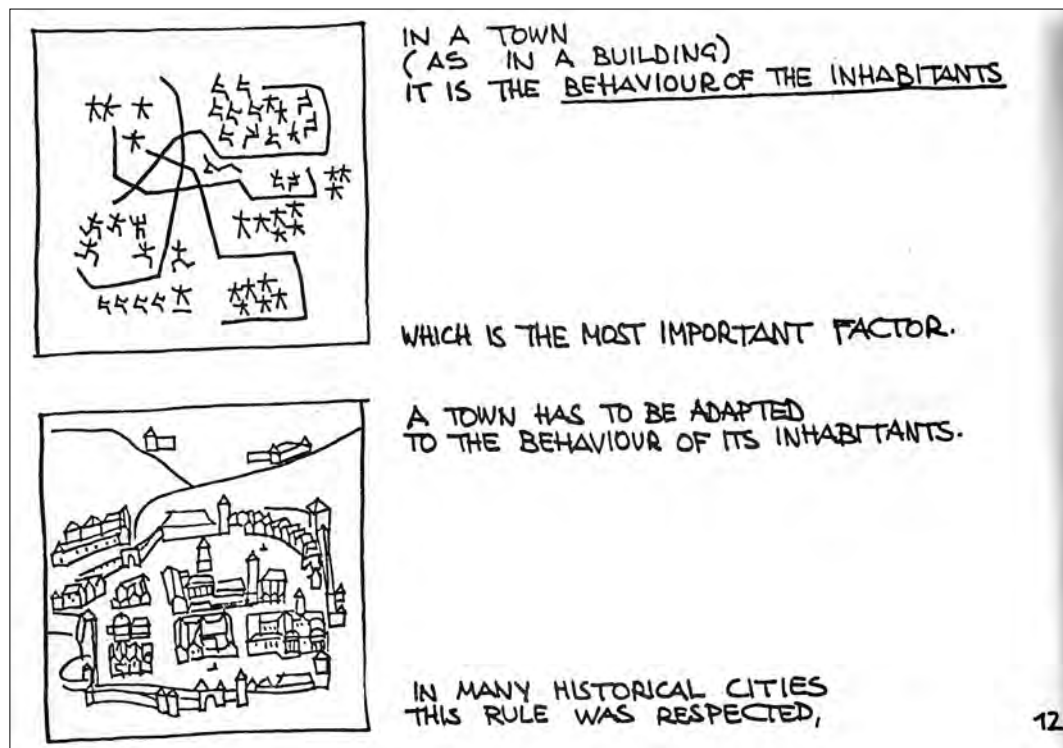 IN A TOWN
(AS IN A BUILDING)
IT IS THE BEHAVIOUR OF THE INHABITANTS
WHICH IS THE MOST IMPORTANT FACTOR.
A TOWN HAS TO BE ADAPTED
TO THE BEHAVIOUR OF ITS INHABITANTS.
IN MANY HISTORICAL CITIES
THIS RULE WAS RESPECTED,
12